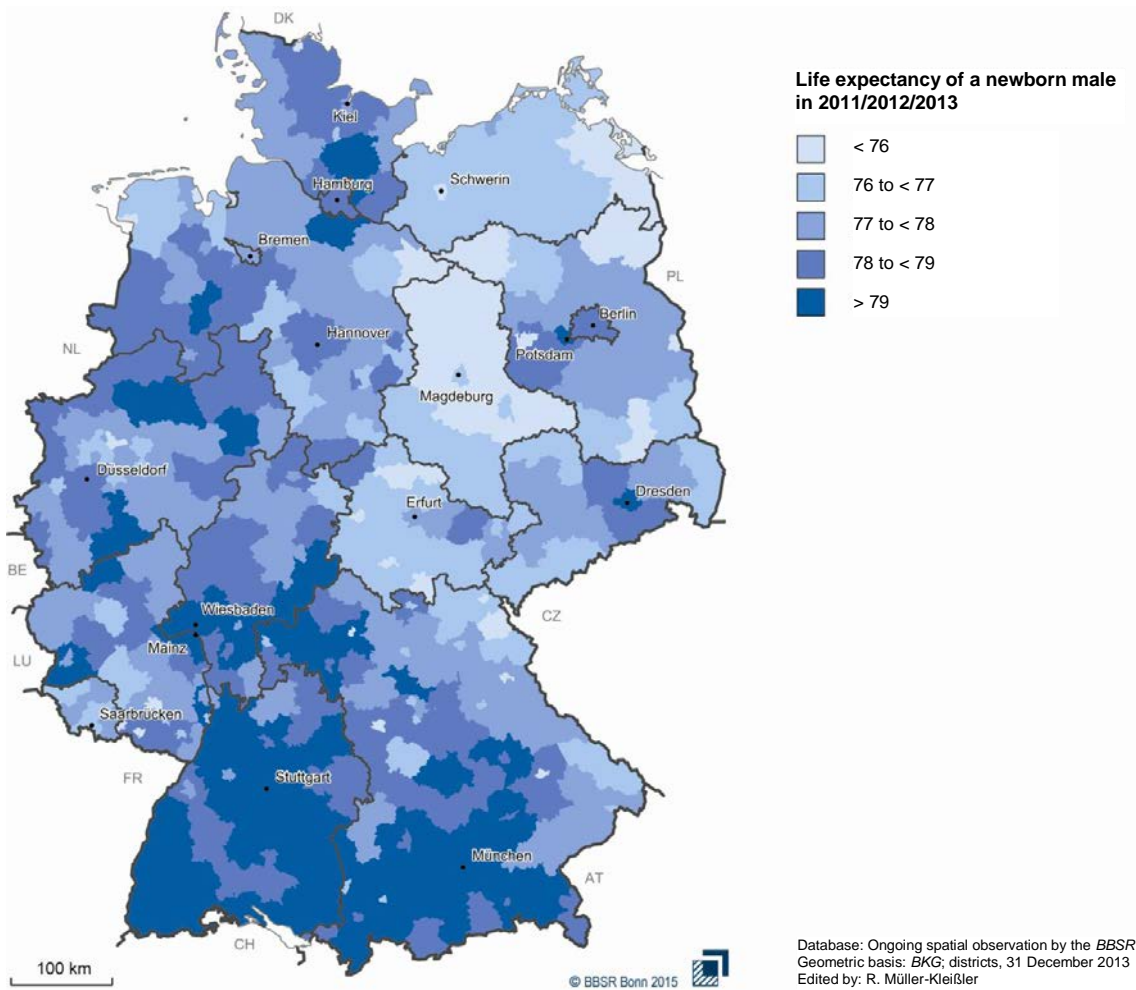 DK
Kiel
Hamburg
Schwerin
Bremen
PL
Berlin
Hannover
NL
Potsdam
Magdeburg
Düsseldorf
Dresden
Erfurt
BE
Wiesbaden
CZ
Mainz
LU
Saarbrücken
FR
Stuttgart
München
AT
CH
100 km
© BBSR Bonn 2015
Life expectancy of a newborn male
in 2011/2012/2013
< 76
76 to < 77
77 to < 78
78 to < 79
> 79
Database: Ongoing spatial observation by the BBSR
Geometric basis: BKG; districts, 31 December 2013
Edited by: R. Müller-Kleißler